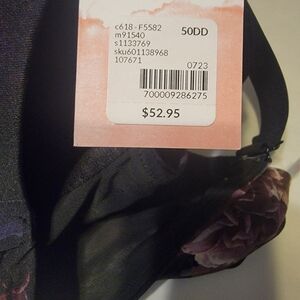 c618 - F5582
50DD
m91540
s1133769
sku601138968
107671
0723
700009286275
$52.95